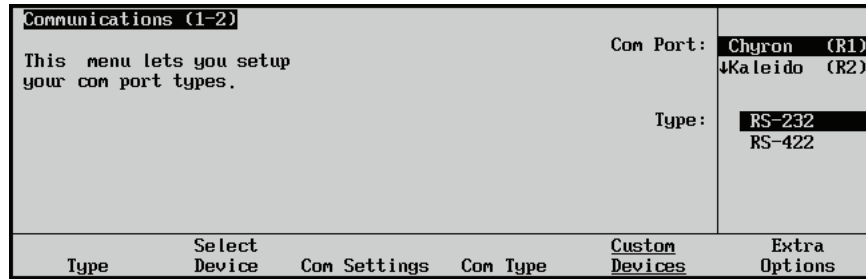 Communications (1-2)
This menu lets you setup
your com port types.
Com Port:
Chyron (R1)
↓Kaleido (R2)
Type:
RS-232
RS-422
Type
Select Device
Com Settings
Com Type
Custom Devices
Extra Options